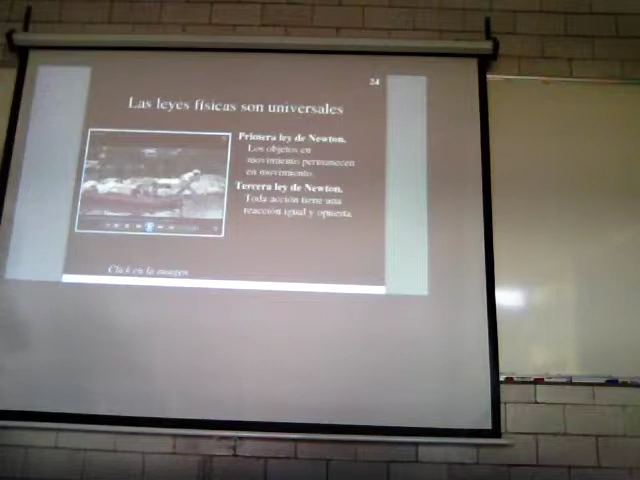 24
Las leyes físicas son universales
Primera ley de Newton.
Los objetos en
movimiento permanecen
en movimiento.
Tercera ley de Newton.
Toda acción tiene una
reacción igual y opuesta.
Click en la imagen